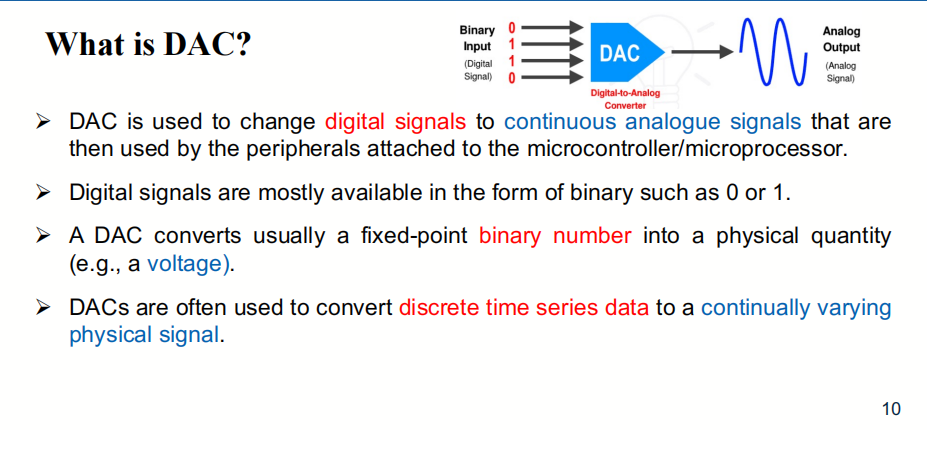 What is DAC?
Binary
Input
(Digital
Signal)
0
1
1
0
DAC
Digital-to-Analog
Converter
Analog
Output
(Analog
Signal)
➢ DAC is used to change digital signals to continuous analogue signals that are
then used by the peripherals attached to the microcontroller/microprocessor.
➢ Digital signals are mostly available in the form of binary such as 0 or 1.
➢ A DAC converts usually a fixed-point binary number into a physical quantity
(e.g., a voltage).
➢ DACs are often used to convert discrete time series data to a continually varying
physical signal.
10